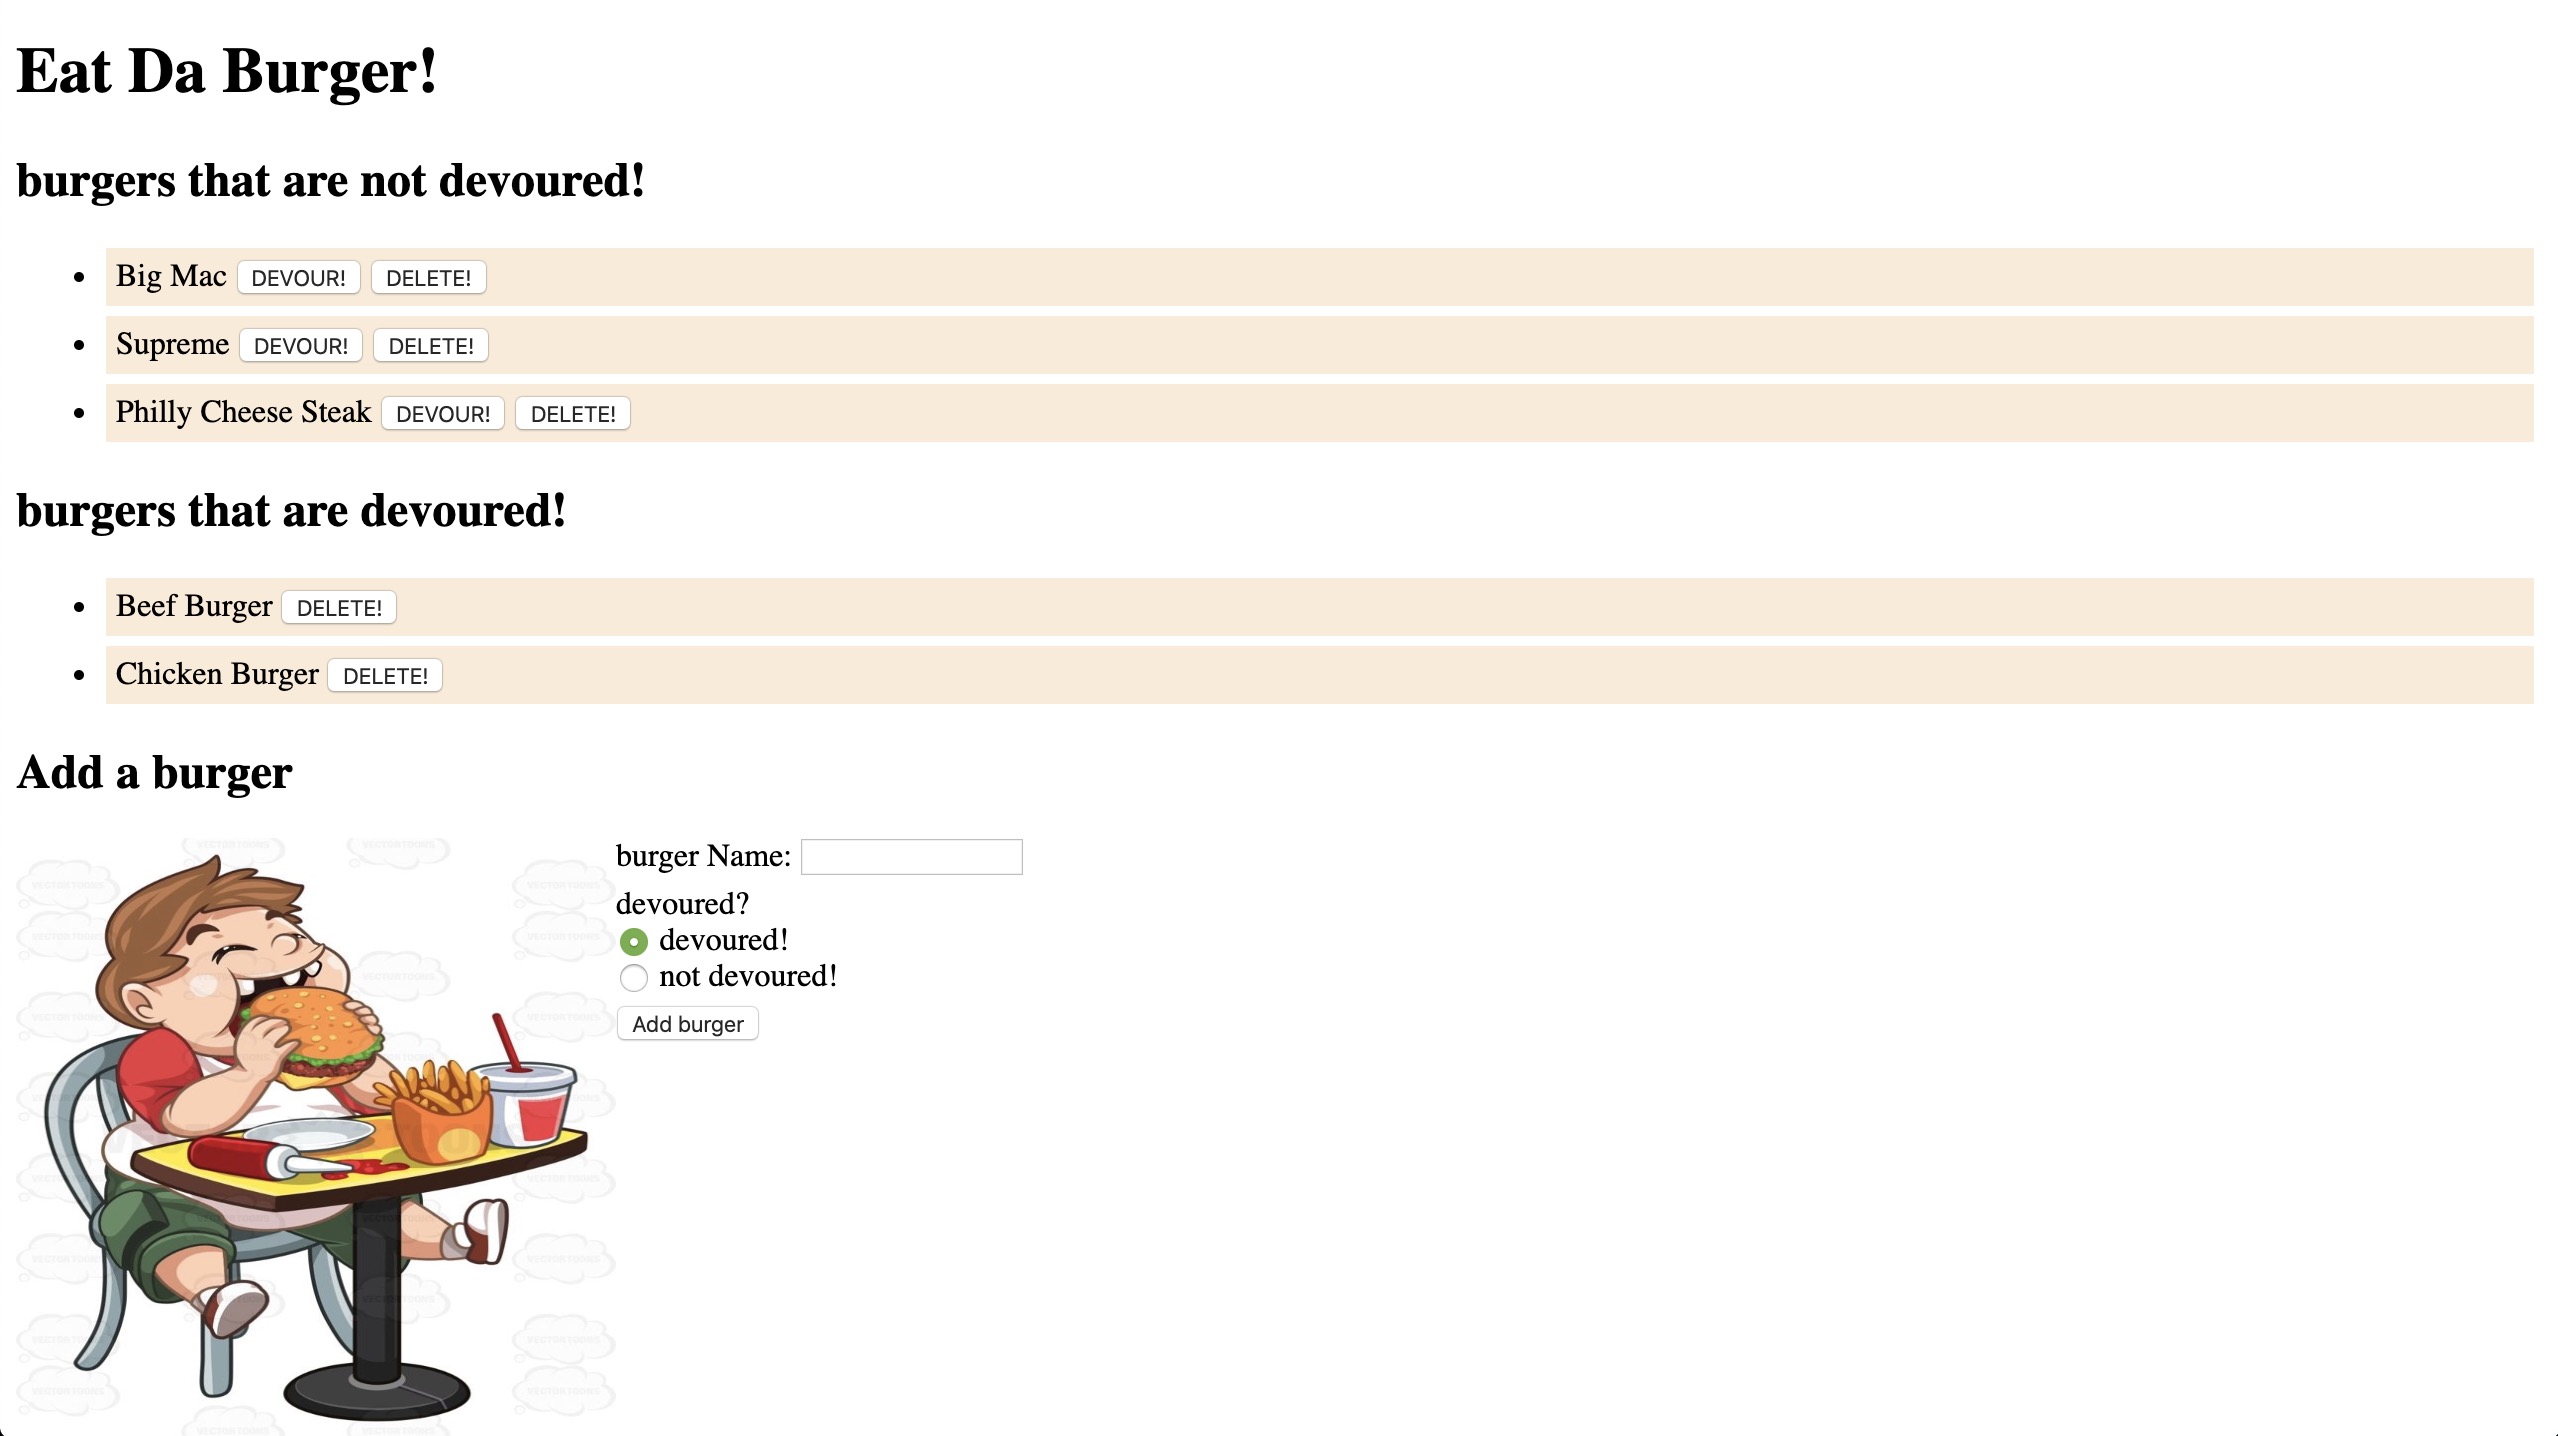 Eat Da Burger!
burgers that are not devoured!
Big Mac DEVOUR! DELETE!
Supreme DEVOUR! DELETE!
Philly Cheese Steak DEVOUR! DELETE!
burgers that are devoured!
Beef Burger DELETE!
Chicken Burger DELETE!
Add a burger
burger Name:
devoured?
devoured!
not devoured!
Add burger
VECTORTOONS